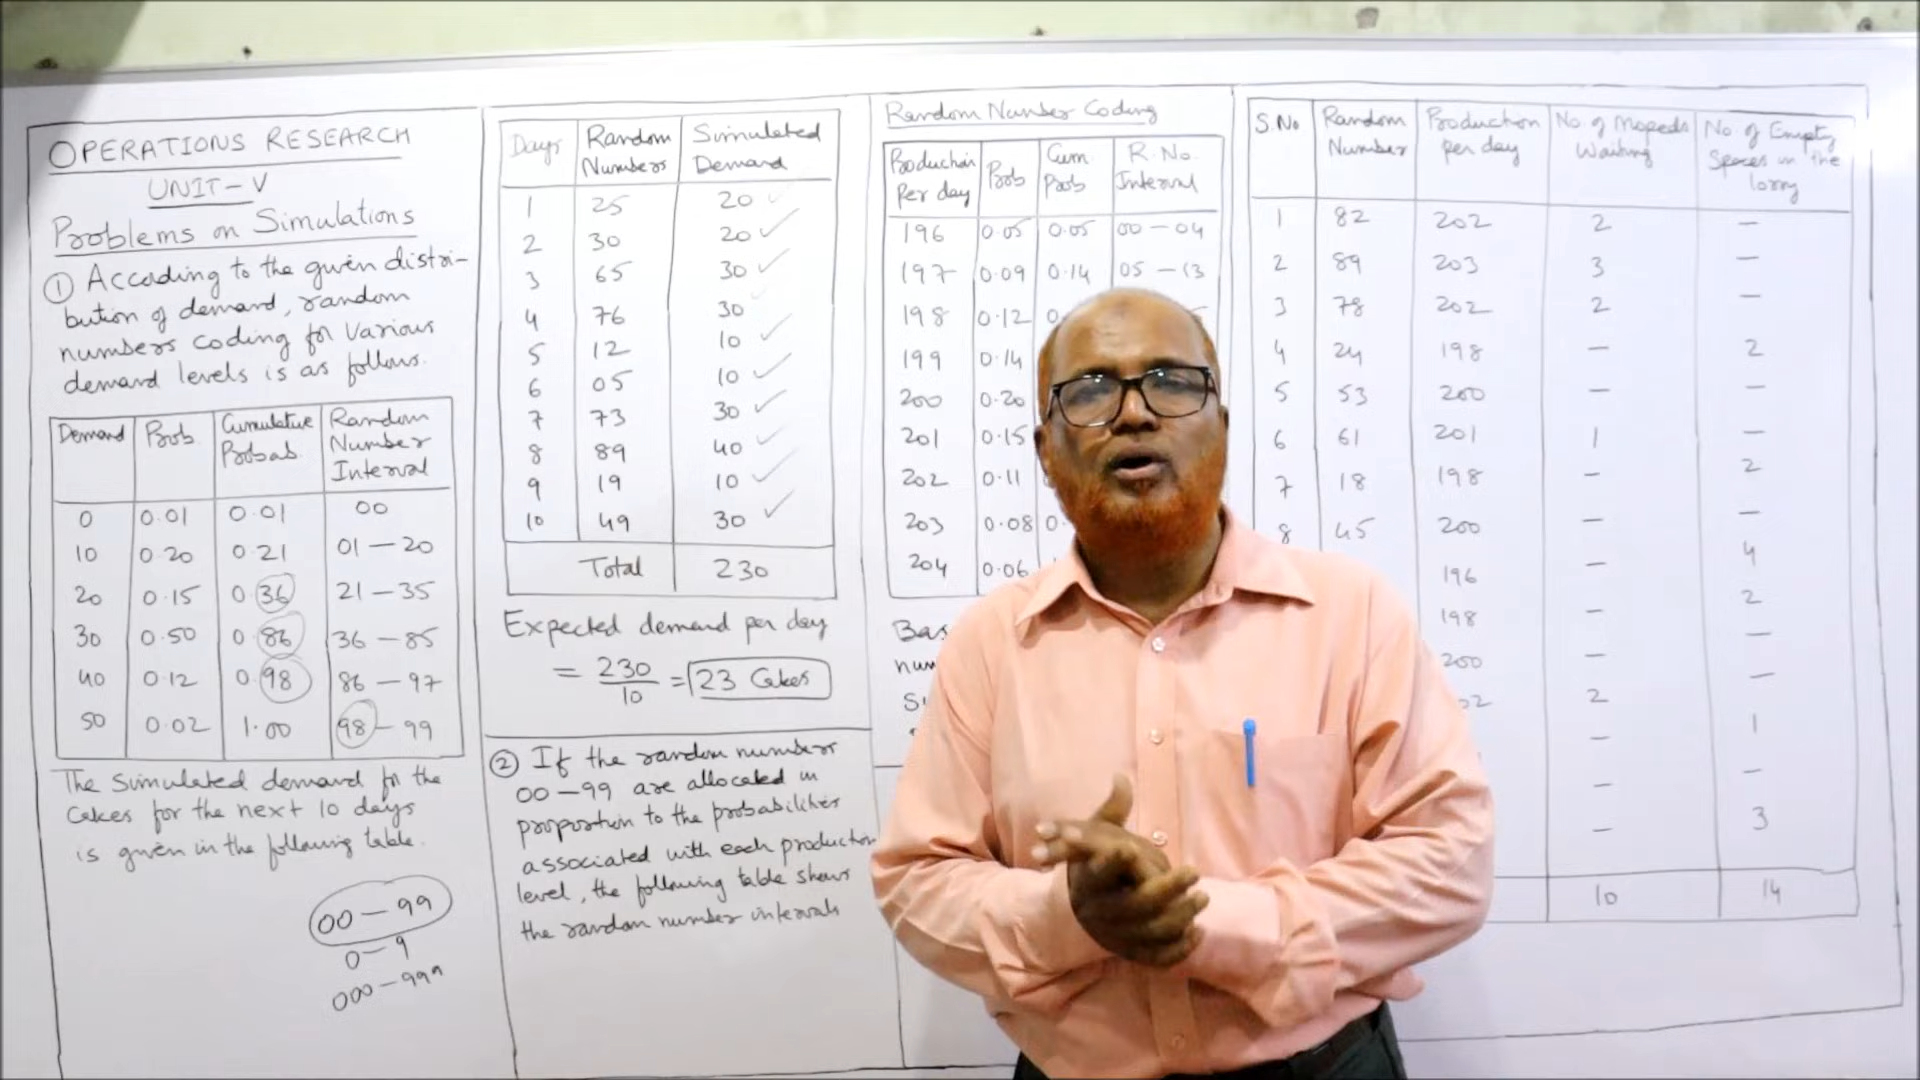 OPERATIONS RESEARCH
UNIT-V
Problems on Simulations
① According to the given distri-
bution of demand, random
numbers coding for various
demand levels is as follows.
Demand Prob Cumulative Probab. Random Number Interval
0 0.01 0.01 00
10 0.20 0.21 01-20
20 0.15 0.36 21-35
30 0.50 0.86 36-85
40 0.12 0.98 86-97
50 0.02 1.00 98-99
The simulated demand for the
Cakes for the next 10 days
is given in the following table.
00-99
0-9
000-999
Days Random Numbers Simulated Demand
1 25 20 ✓
2 30 20 ✓
3 65 30 ✓
4 76 30
5 12 10 ✓
6 05 10 ✓
7 73 30 ✓
8 89 40 ✓
9 19 10 ✓
10 49 30 ✓
Total 230
Expected demand per day
= 230/10 = 23 Cakes
② If the random numbers
00-99 are allocated in
proportion to the probabilities
associated with each production
level, the following table shows
the random number intervals
Random Number Coding
Production Per day Prob Cum. Prob R.No. Interval
196 0.05 0.05 00-04
197 0.09 0.14 05-13
198 0.12
199 0.14
200 0.20
201 0.15
202 0.11
203 0.08
204 0.06
S.No Random Number Production per day No. of Mopeds Waiting No. of Empty Spaces in the lorry
1 82 202 2 -
2 89 203 3 -
3 78 202 2 -
4 24 198 - 2
5 53 200 - -
6 61 201 1 -
7 18 198 - 2
8 45 200 - -
196 4
198 - 2
200 - -
2 -
- 1
- -
- 3
10 14